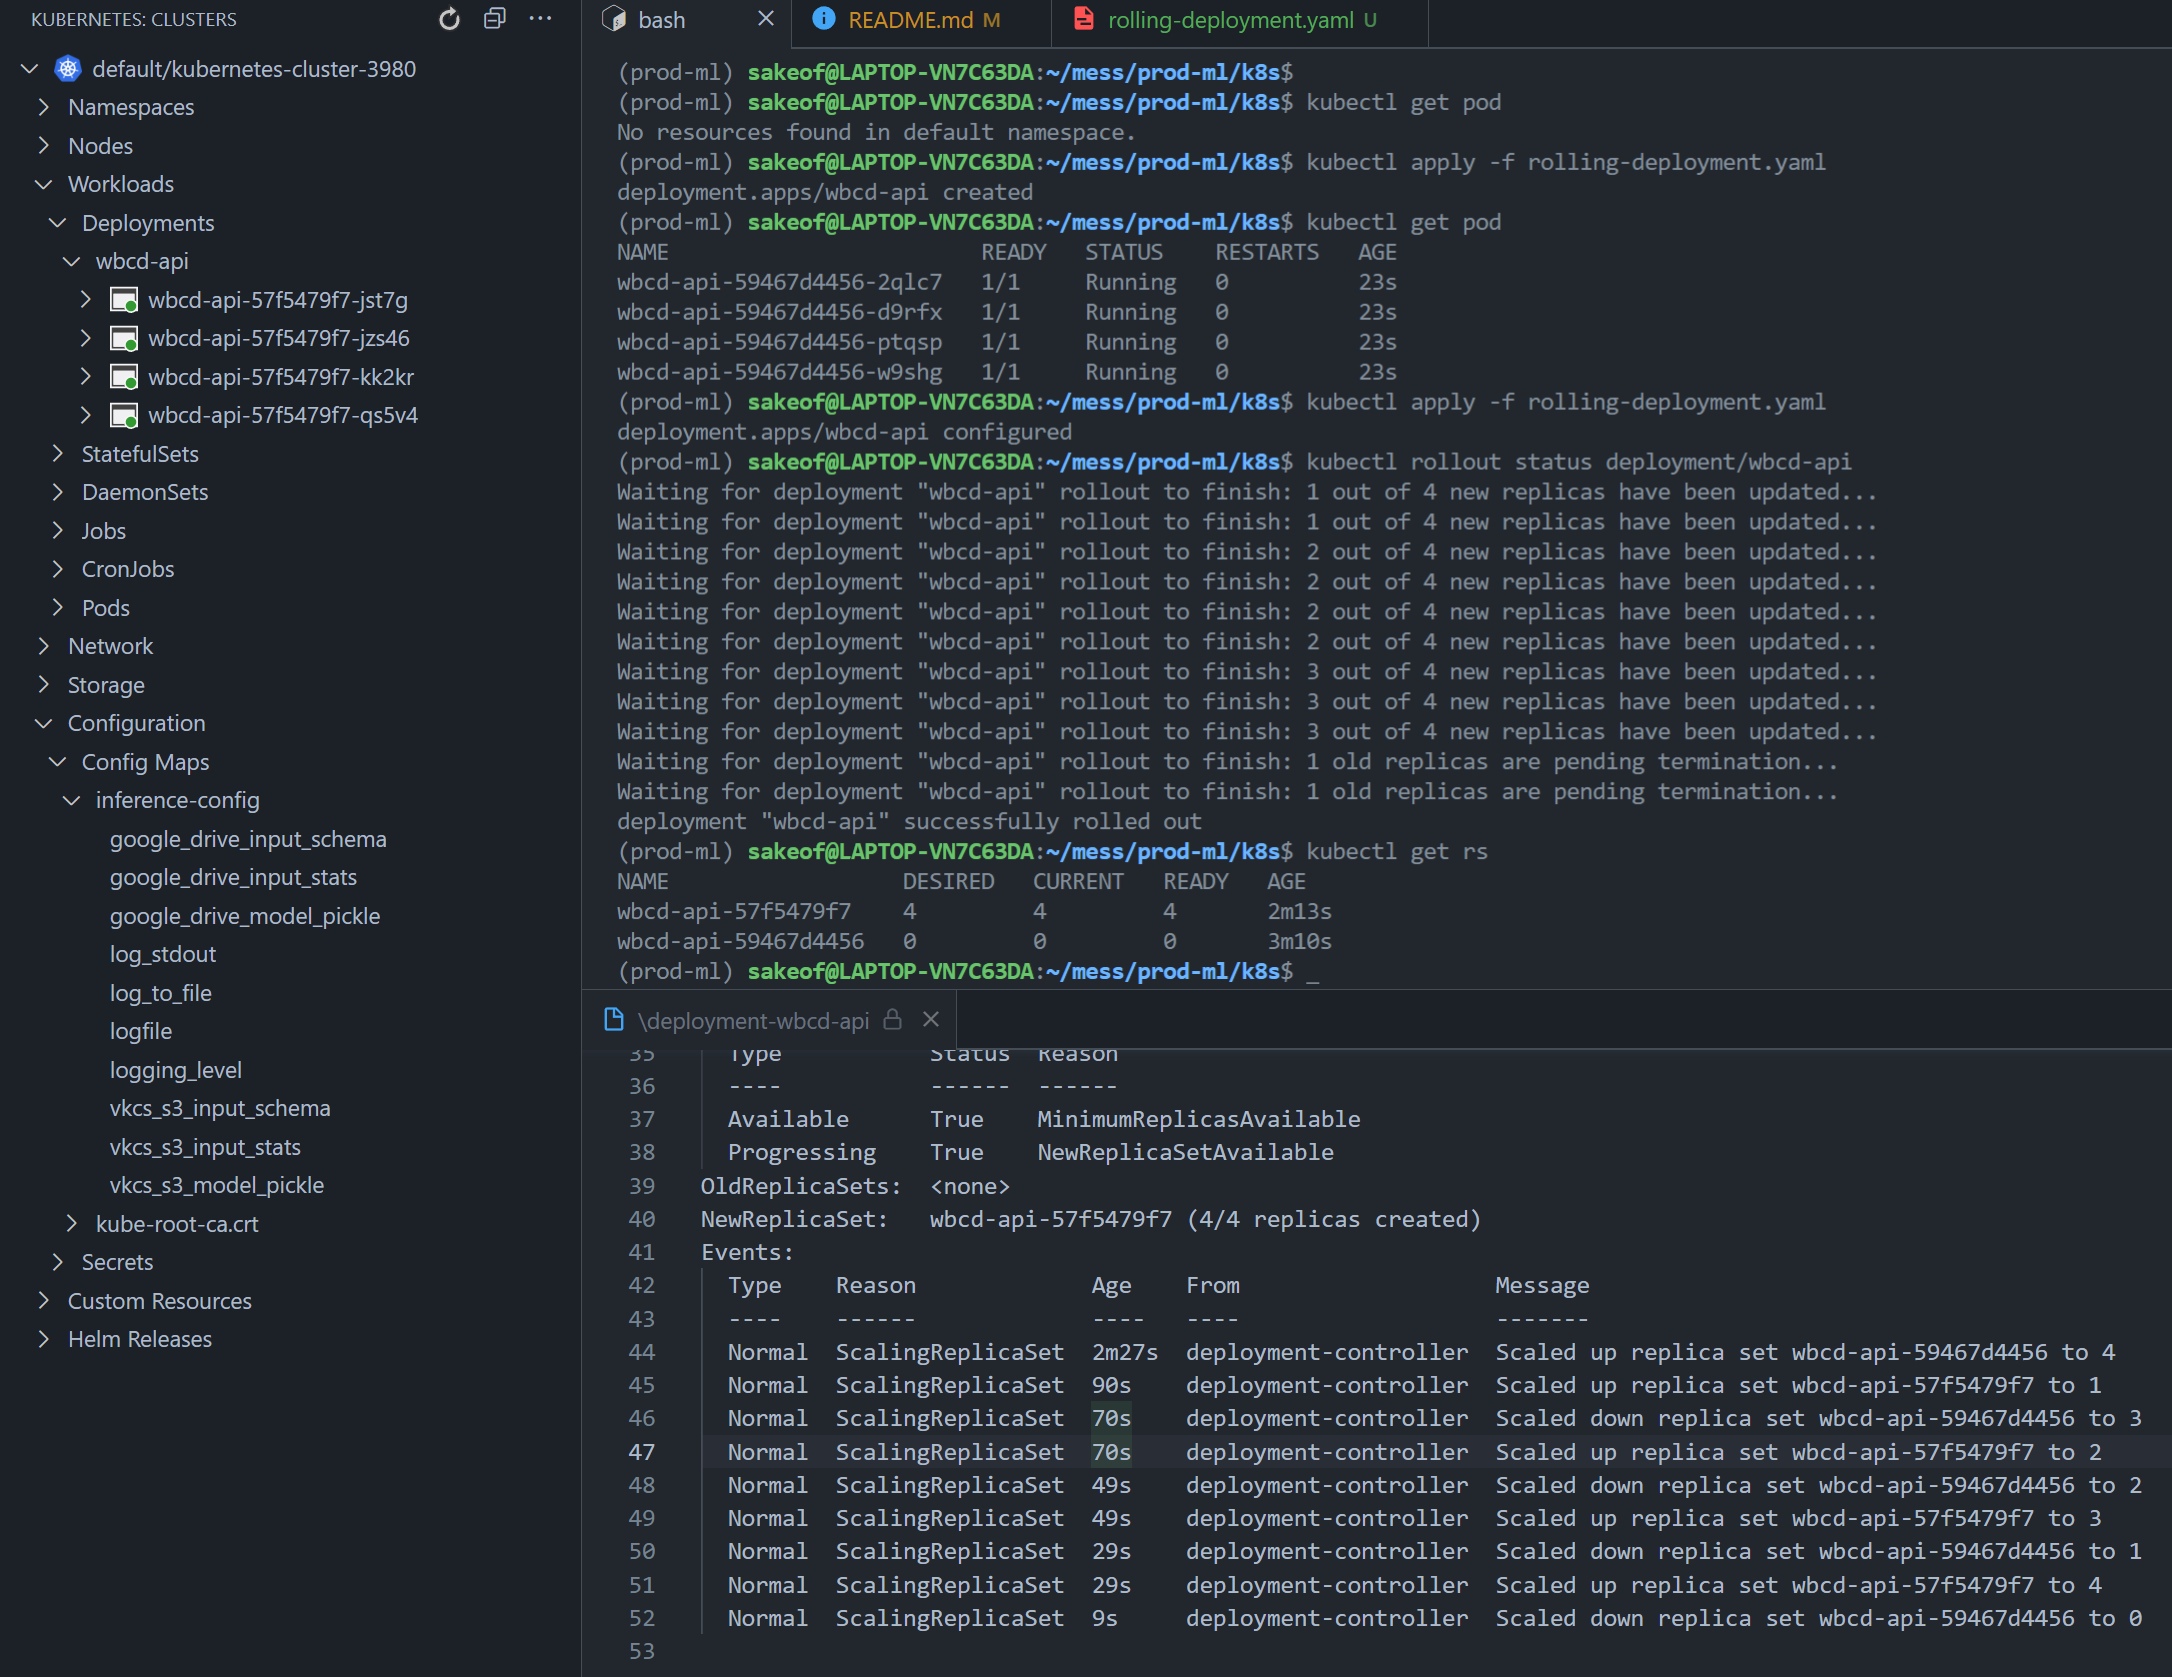 KUBERNETES: CLUSTERS
default/kubernetes-cluster-3980
Namespaces
Nodes
Workloads
Deployments
wbcd-api
wbcd-api-57f5479f7-jst7g
wbcd-api-57f5479f7-jzs46
wbcd-api-57f5479f7-kk2kr
wbcd-api-57f5479f7-qs5v4
StatefulSets
DaemonSets
Jobs
CronJobs
Pods
Network
Storage
Configuration
Config Maps
inference-config
google_drive_input_schema
google_drive_input_stats
google_drive_model_pickle
log_stdout
log_to_file
logfile
logging_level
vkcs_s3_input_schema
vkcs_s3_input_stats
vkcs_s3_model_pickle
kube-root-ca.crt
Secrets
Custom Resources
Helm Releases
bash README.md M rolling-deployment.yaml U
(prod-ml) sakeof@LAPTOP-VN7C63DA:~/mess/prod-ml/k8s$
(prod-ml) sakeof@LAPTOP-VN7C63DA:~/mess/prod-ml/k8s$ kubectl get pod
No resources found in default namespace.
(prod-ml) sakeof@LAPTOP-VN7C63DA:~/mess/prod-ml/k8s$ kubectl apply -f rolling-deployment.yaml
deployment.apps/wbcd-api created
(prod-ml) sakeof@LAPTOP-VN7C63DA:~/mess/prod-ml/k8s$ kubectl get pod
NAME READY STATUS RESTARTS AGE
wbcd-api-59467d4456-2qlc7 1/1 Running 0 23s
wbcd-api-59467d4456-d9rfx 1/1 Running 0 23s
wbcd-api-59467d4456-ptqsp 1/1 Running 0 23s
wbcd-api-59467d4456-w9shg 1/1 Running 0 23s
(prod-ml) sakeof@LAPTOP-VN7C63DA:~/mess/prod-ml/k8s$ kubectl apply -f rolling-deployment.yaml
deployment.apps/wbcd-api configured
(prod-ml) sakeof@LAPTOP-VN7C63DA:~/mess/prod-ml/k8s$ kubectl rollout status deployment/wbcd-api
Waiting for deployment "wbcd-api" rollout to finish: 1 out of 4 new replicas have been updated...
Waiting for deployment "wbcd-api" rollout to finish: 1 out of 4 new replicas have been updated...
Waiting for deployment "wbcd-api" rollout to finish: 2 out of 4 new replicas have been updated...
Waiting for deployment "wbcd-api" rollout to finish: 2 out of 4 new replicas have been updated...
Waiting for deployment "wbcd-api" rollout to finish: 2 out of 4 new replicas have been updated...
Waiting for deployment "wbcd-api" rollout to finish: 2 out of 4 new replicas have been updated...
Waiting for deployment "wbcd-api" rollout to finish: 3 out of 4 new replicas have been updated...
Waiting for deployment "wbcd-api" rollout to finish: 3 out of 4 new replicas have been updated...
Waiting for deployment "wbcd-api" rollout to finish: 3 out of 4 new replicas have been updated...
Waiting for deployment "wbcd-api" rollout to finish: 1 old replicas are pending termination...
Waiting for deployment "wbcd-api" rollout to finish: 1 old replicas are pending termination...
deployment "wbcd-api" successfully rolled out
(prod-ml) sakeof@LAPTOP-VN7C63DA:~/mess/prod-ml/k8s$ kubectl get rs
NAME DESIRED CURRENT READY AGE
wbcd-api-57f5479f7 4 4 4 2m13s
wbcd-api-59467d4456 0 0 0 3m10s
(prod-ml) sakeof@LAPTOP-VN7C63DA:~/mess/prod-ml/k8s$ _
\deployment-wbcd-api
35 Type Status Reason
36 ---- ------ ------
37 Available True MinimumReplicasAvailable
38 Progressing True NewReplicaSetAvailable
39 OldReplicaSets: <none>
40 NewReplicaSet: wbcd-api-57f5479f7 (4/4 replicas created)
41 Events:
42 Type Reason Age From Message
43 ---- ------ ---- ---- -------
44 Normal ScalingReplicaSet 2m27s deployment-controller Scaled up replica set wbcd-api-59467d4456 to 4
45 Normal ScalingReplicaSet 90s deployment-controller Scaled up replica set wbcd-api-57f5479f7 to 1
46 Normal ScalingReplicaSet 70s deployment-controller Scaled down replica set wbcd-api-59467d4456 to 3
47 Normal ScalingReplicaSet 70s deployment-controller Scaled up replica set wbcd-api-57f5479f7 to 2
48 Normal ScalingReplicaSet 49s deployment-controller Scaled down replica set wbcd-api-59467d4456 to 2
49 Normal ScalingReplicaSet 49s deployment-controller Scaled up replica set wbcd-api-57f5479f7 to 3
50 Normal ScalingReplicaSet 29s deployment-controller Scaled down replica set wbcd-api-59467d4456 to 1
51 Normal ScalingReplicaSet 29s deployment-controller Scaled up replica set wbcd-api-57f5479f7 to 4
52 Normal ScalingReplicaSet 9s deployment-controller Scaled down replica set wbcd-api-59467d4456 to 0
53